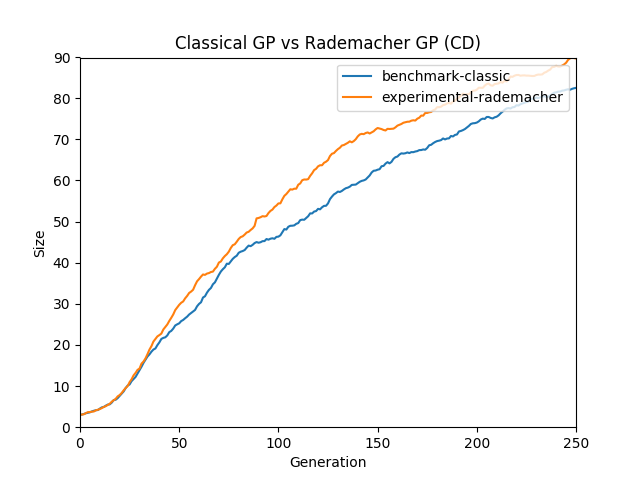 Classical GP vs Rademacher GP (CD)
90
80
70
60
50
40
30
20
10
0
Size
benchmark-classic
experimental-rademacher
0 50 100 150 200 250
Generation